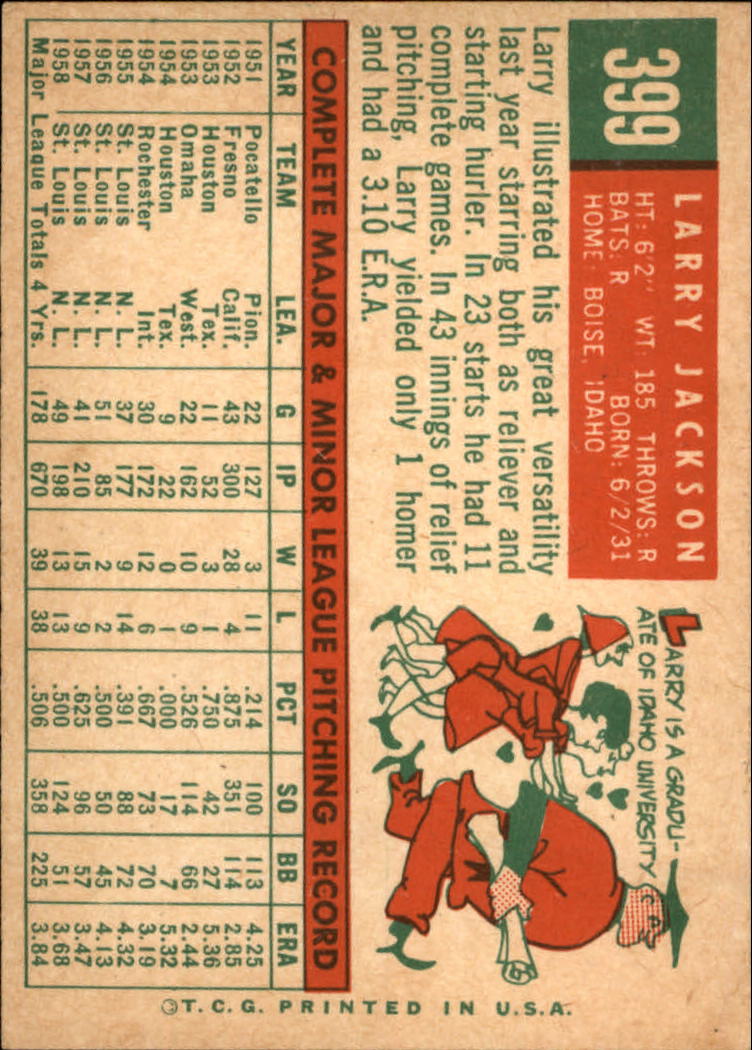 399
LARRY JACKSON
HT: 6'2" WT: 185 THROWS: R
BATS: R BORN: 6/2/31
HOME: BOISE, IDAHO
Larry illustrated his great versatility
last year starring both as reliever and
starting hurler. In 23 starts he had 11
complete games. In 43 innings of relief
pitching, Larry yielded only 1 homer
and had a 3.10 E.R.A.
LARRY IS A GRADU-
ATE OF IDAHO UNIVERSITY
COMPLETE MAJOR & MINOR LEAGUE PITCHING RECORD
YEAR TEAM LEA. G IP W L PCT SO BB ERA
1951 Pocatello Pion. 22 127 3 11 .214 100 113 4.25
1952 Fresno Calif. 43 300 28 4 .875 351 114 2.85
1953 Houston Tex. 11 52 3 1 .750 42 27 5.36
1953 Omaha West. 22 162 10 9 .526 114 66 2.44
1954 Houston Tex. 9 22 0 1 .000 17 7 5.32
1954 Rochester Int. 30 172 12 6 .667 73 70 3.19
1955 St. Louis N. L. 37 177 9 14 .391 88 72 4.32
1956 St. Louis N. L. 51 85 2 2 .500 50 45 4.13
1957 St. Louis N. L. 41 210 15 9 .625 96 57 3.47
1958 St. Louis N. L. 49 198 13 13 .500 124 51 3.68
Major League Totals 4 Yrs. 178 670 39 38 .506 358 225 3.84
©T.C.G. PRINTED IN U.S.A.